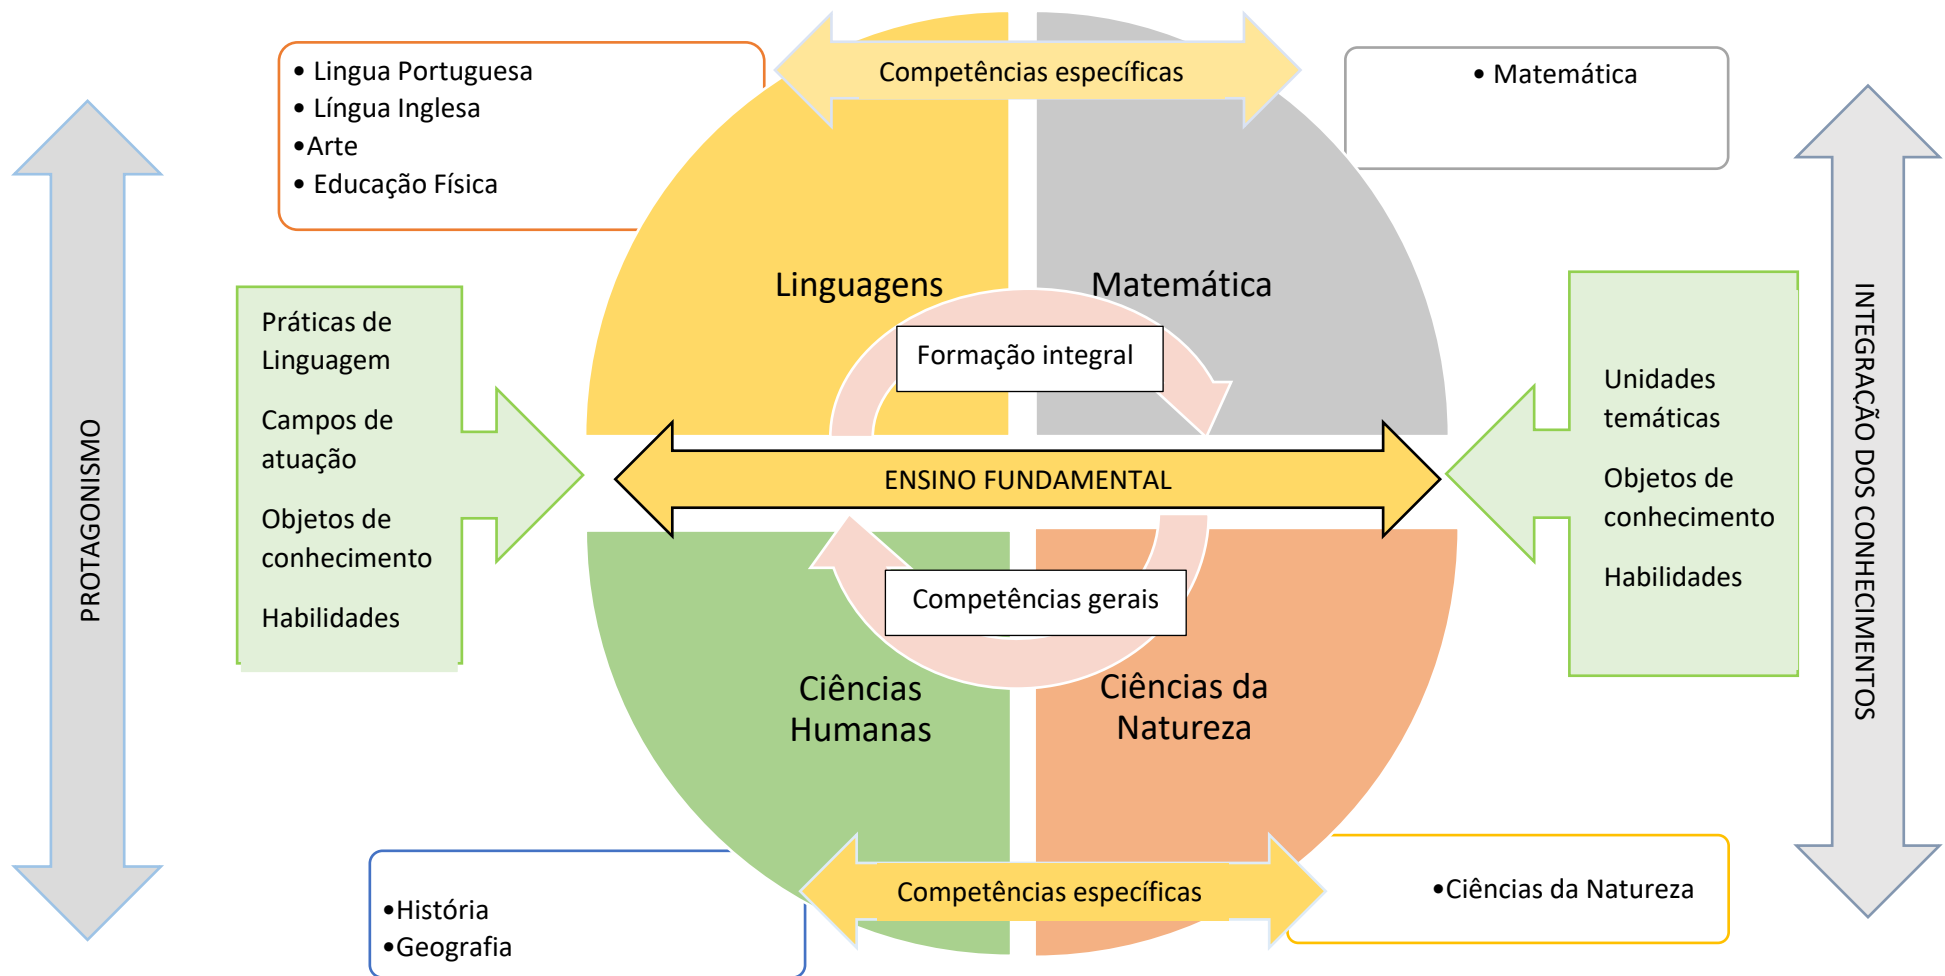 Competências específicas
• Lingua Portuguesa
• Língua Inglesa
•Arte
• Educação Física
• Matemática
Linguagens
Matemática
Práticas de
Linguagem
Campos de
atuação
Objetos de
conhecimento
Habilidades
Formação integral
Unidades
temáticas
Objetos de
conhecimento
Habilidades
PROTAGONISMO
ENSINO FUNDAMENTAL
INTEGRAÇÃO DOS CONHECIMENTOS
Competências gerais
Ciências
Humanas
Ciências da
Natureza
•História
•Geografia
Competências específicas
•Ciências da Natureza